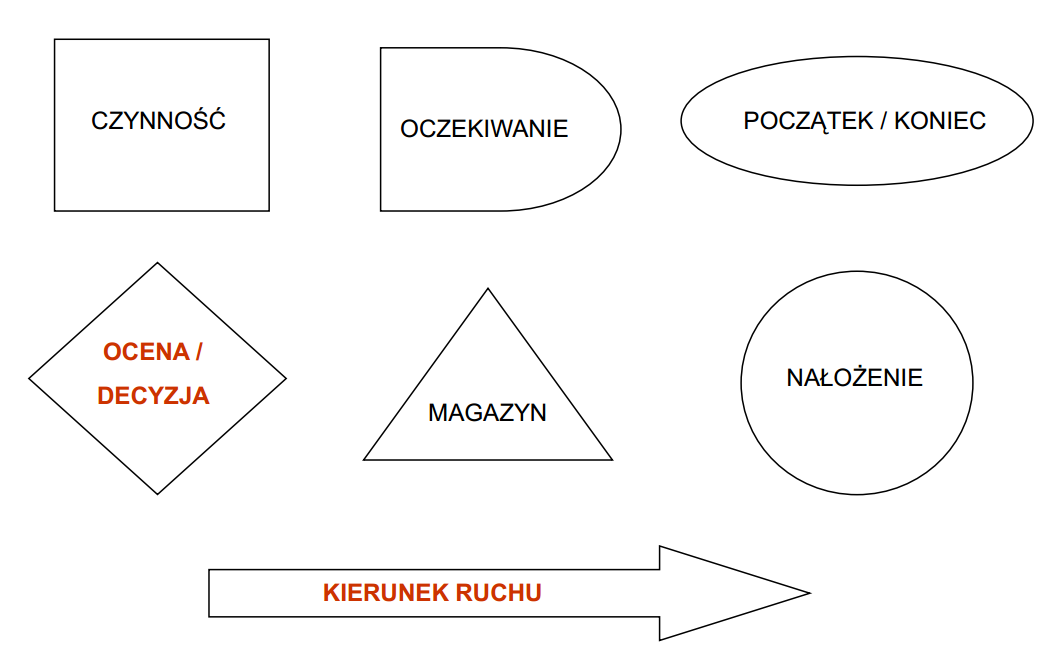 CZYNNOŚĆ
OCZEKIWANIE
POCZĄTEK / KONIEC
OCENA /
DECYZJA
MAGAZYN
NAŁOŻENIE
KIERUNEK RUCHU